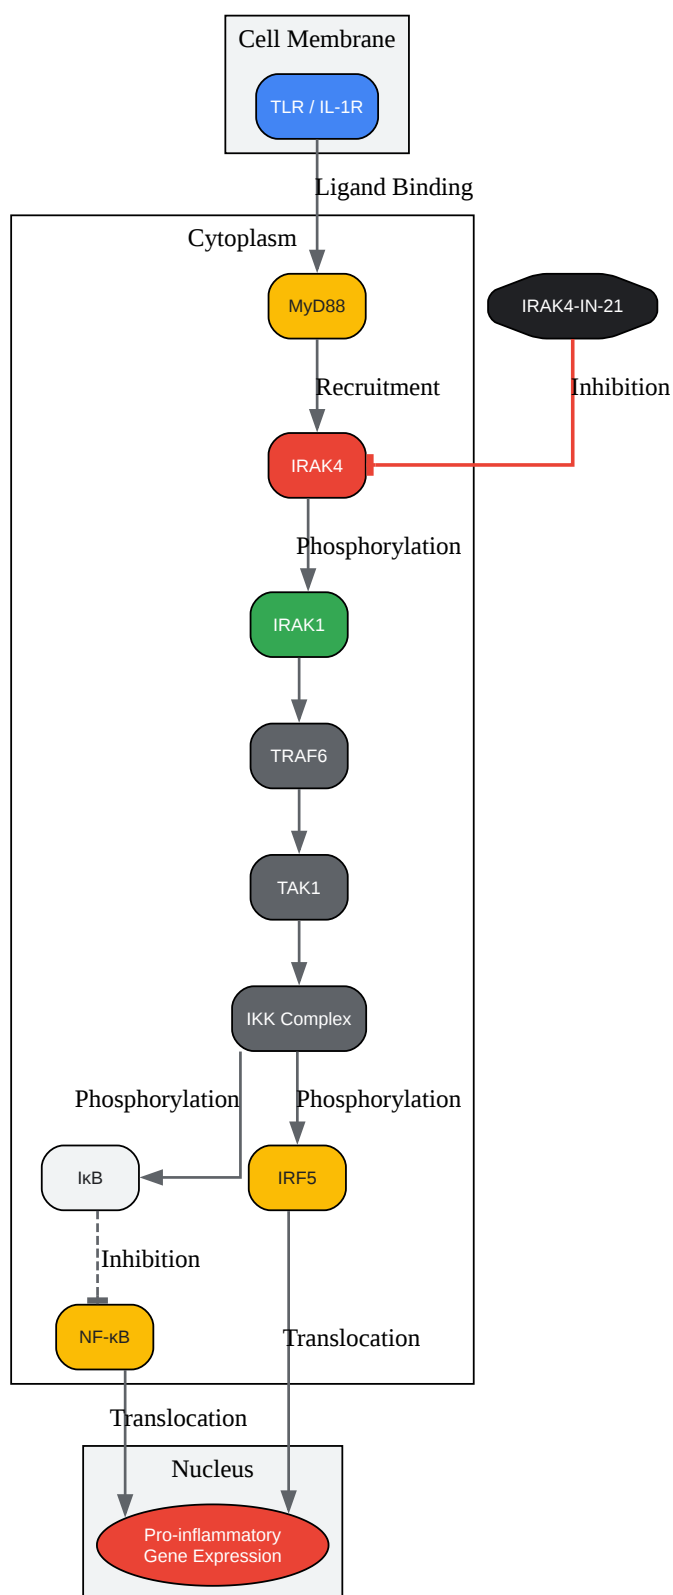 Cell Membrane
TLR / IL-1R
Ligand Binding
Cytoplasm
MyD88
IRAK4-IN-21
Recruitment
Inhibition
IRAK4
Phosphorylation
IRAK1
TRAF6
TAK1
IKK Complex
Phosphorylation
Phosphorylation
IκB
IRF5
Inhibition
NF-κB
Translocation
Translocation
Nucleus
Pro-inflammatory
Gene Expression